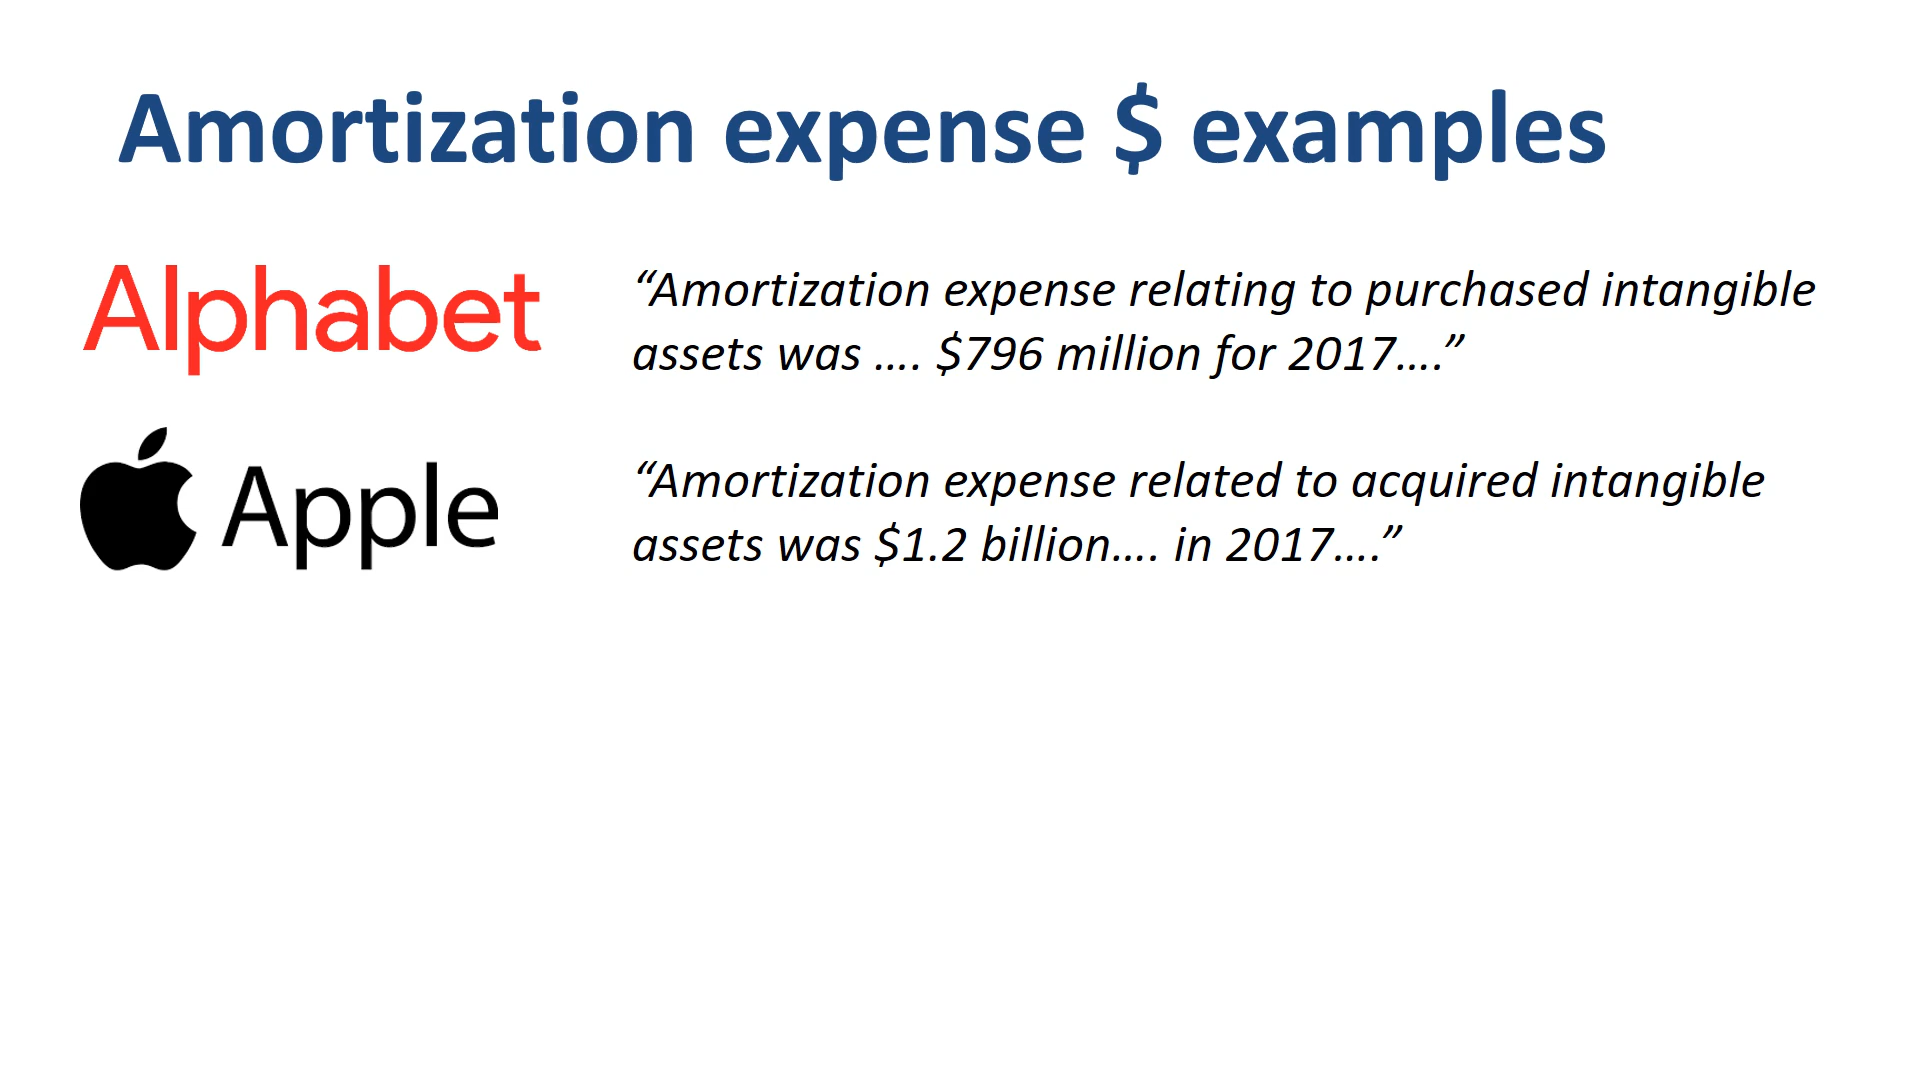 Amortization expense $ examples
Alphabet
“Amortization expense relating to purchased intangible
assets was .... $796 million for 2017....”
Apple
“Amortization expense related to acquired intangible
assets was $1.2 billion.... in 2017....”